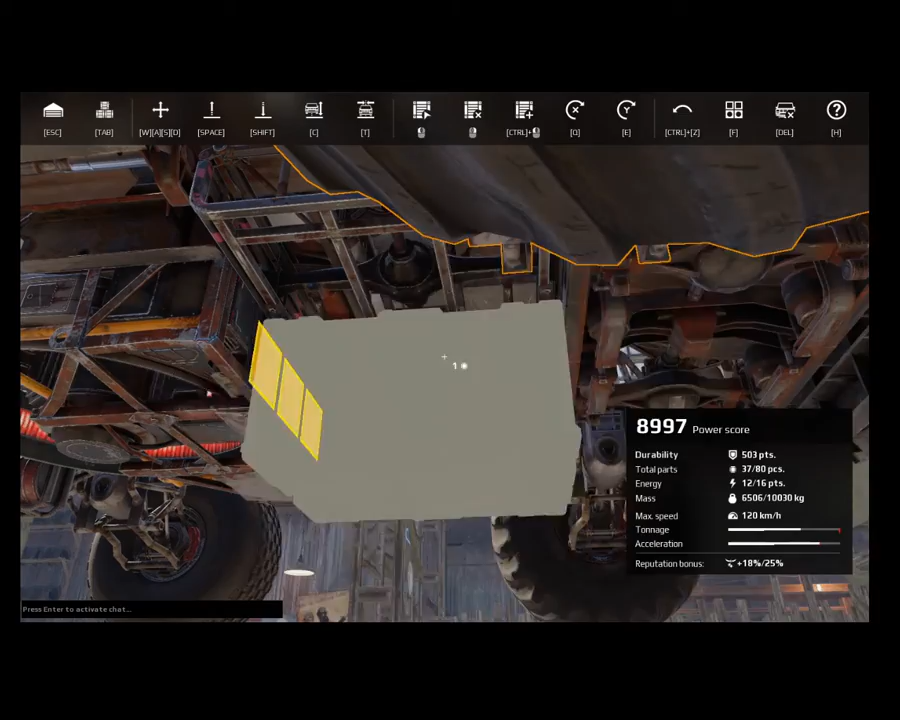 [ESC] [TAB] [W][A][S][D] [SPACE] [SHIFT] [C] [T] [CTRL]+ [Q] [E] [CTRL]+[Z] [F] [DEL] [H]
1
8997 Power score
Durability 503 pts.
Total parts 37/80 pcs.
Energy 12/16 pts.
Mass 6506/10030 kg
Max. speed 120 km/h
Tonnage
Acceleration
Reputation bonus: +18%/25%
Press Enter to activate chat...